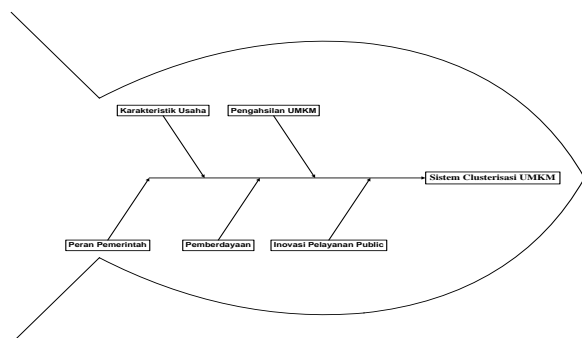 Karakteristik Usaha
Pengahsilan UMKM
Sistem Clusterisasi UMKM
Peran Pemerintah
Pemberdayaan
Inovasi Pelayanan Public